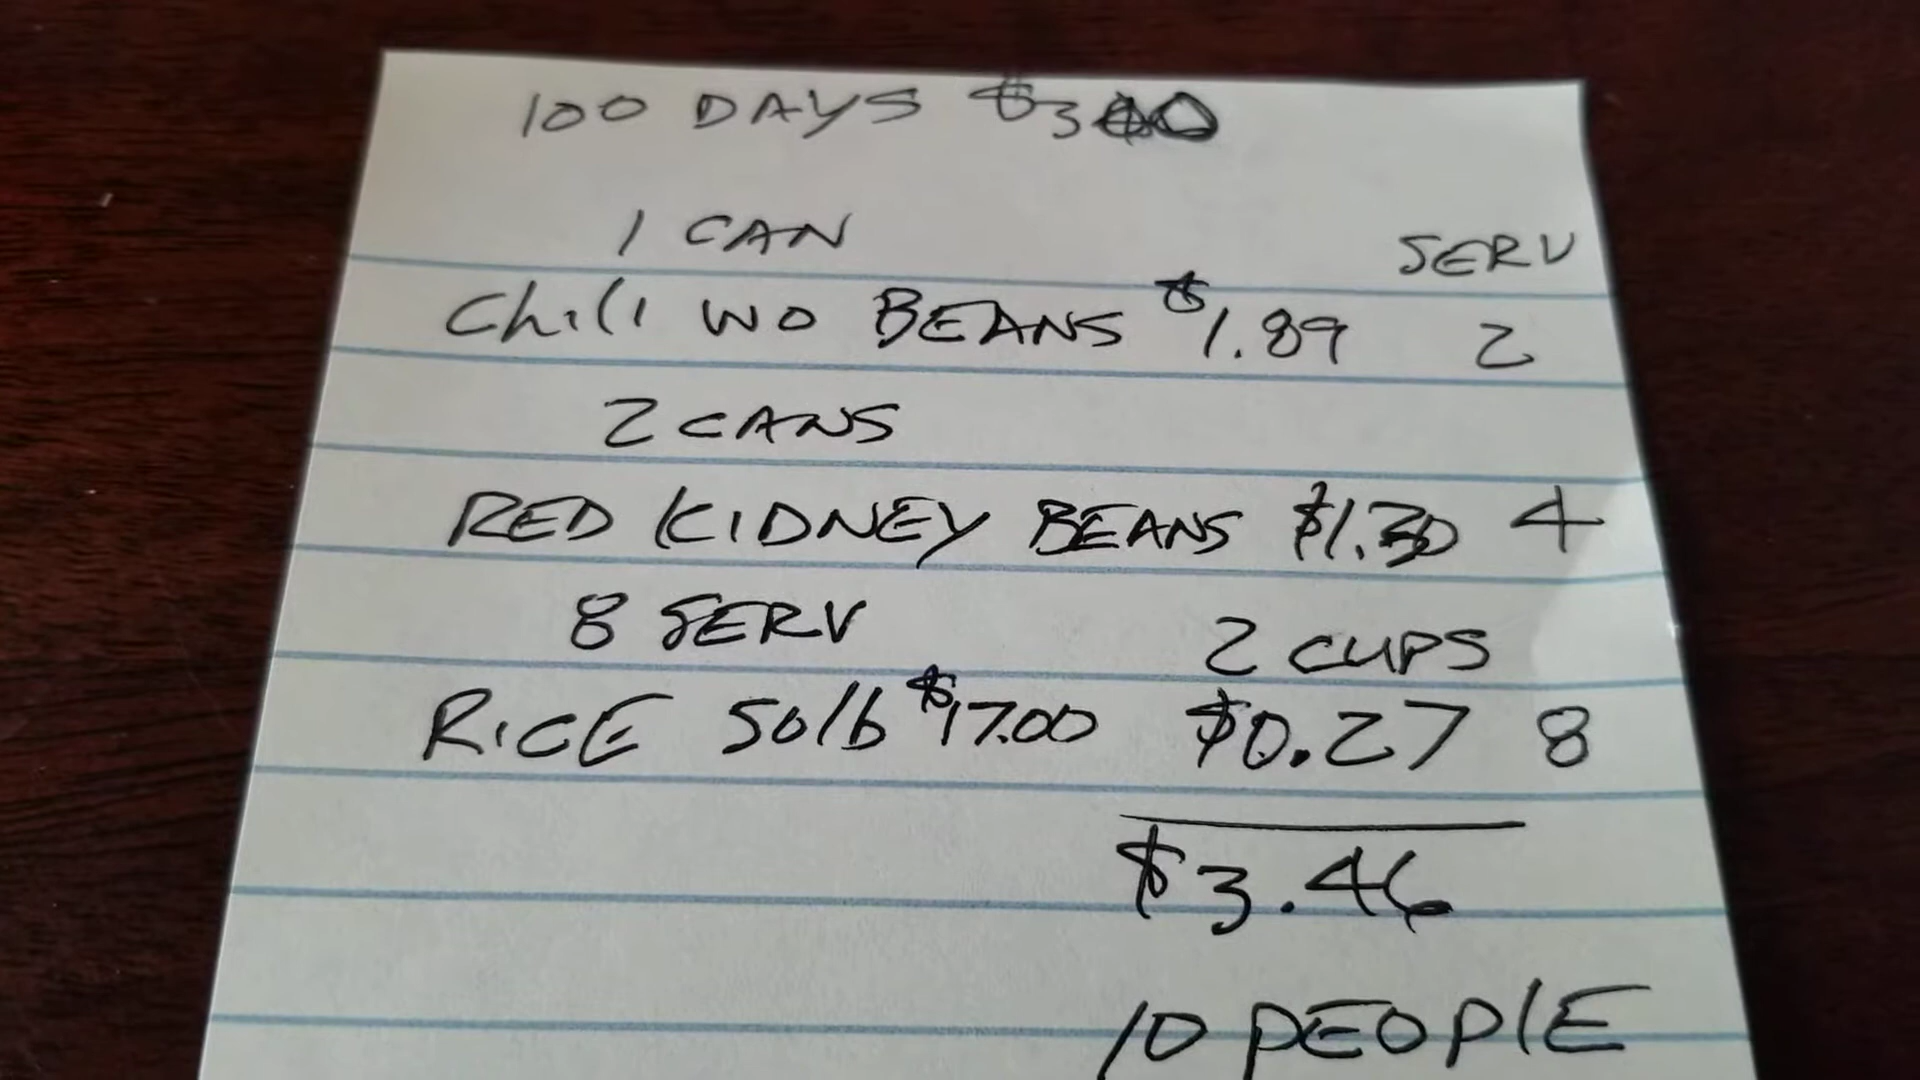 100 DAYS $3
1 CAN
SERV
Chili WO BEANS $1.89 2
2 CANS
RED KIDNEY BEANS $1.30 4
8 SERV 2 CUPS
RICE 50lb $17.00 $0.27 8
$3.46
10 PEOPLE